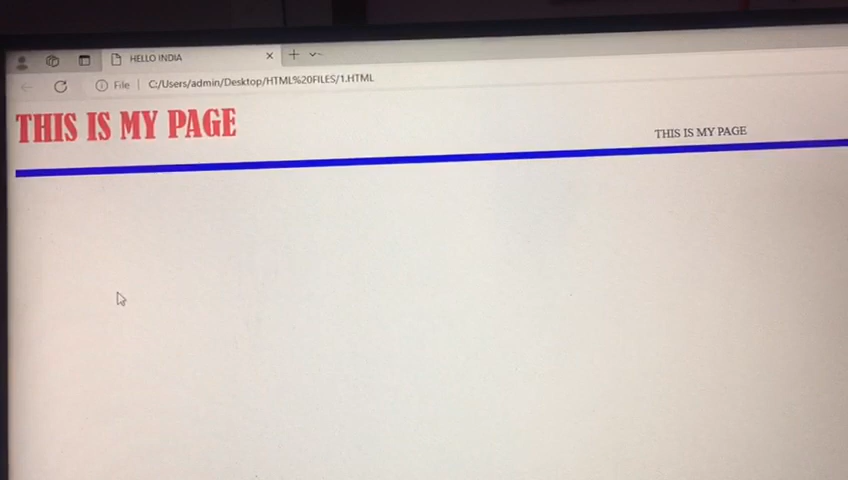 HELLO INDIA
File C:/Users/admin/Desktop/HTML%20FILES/1.HTML
THIS IS MY PAGE
THIS IS MY PAGE